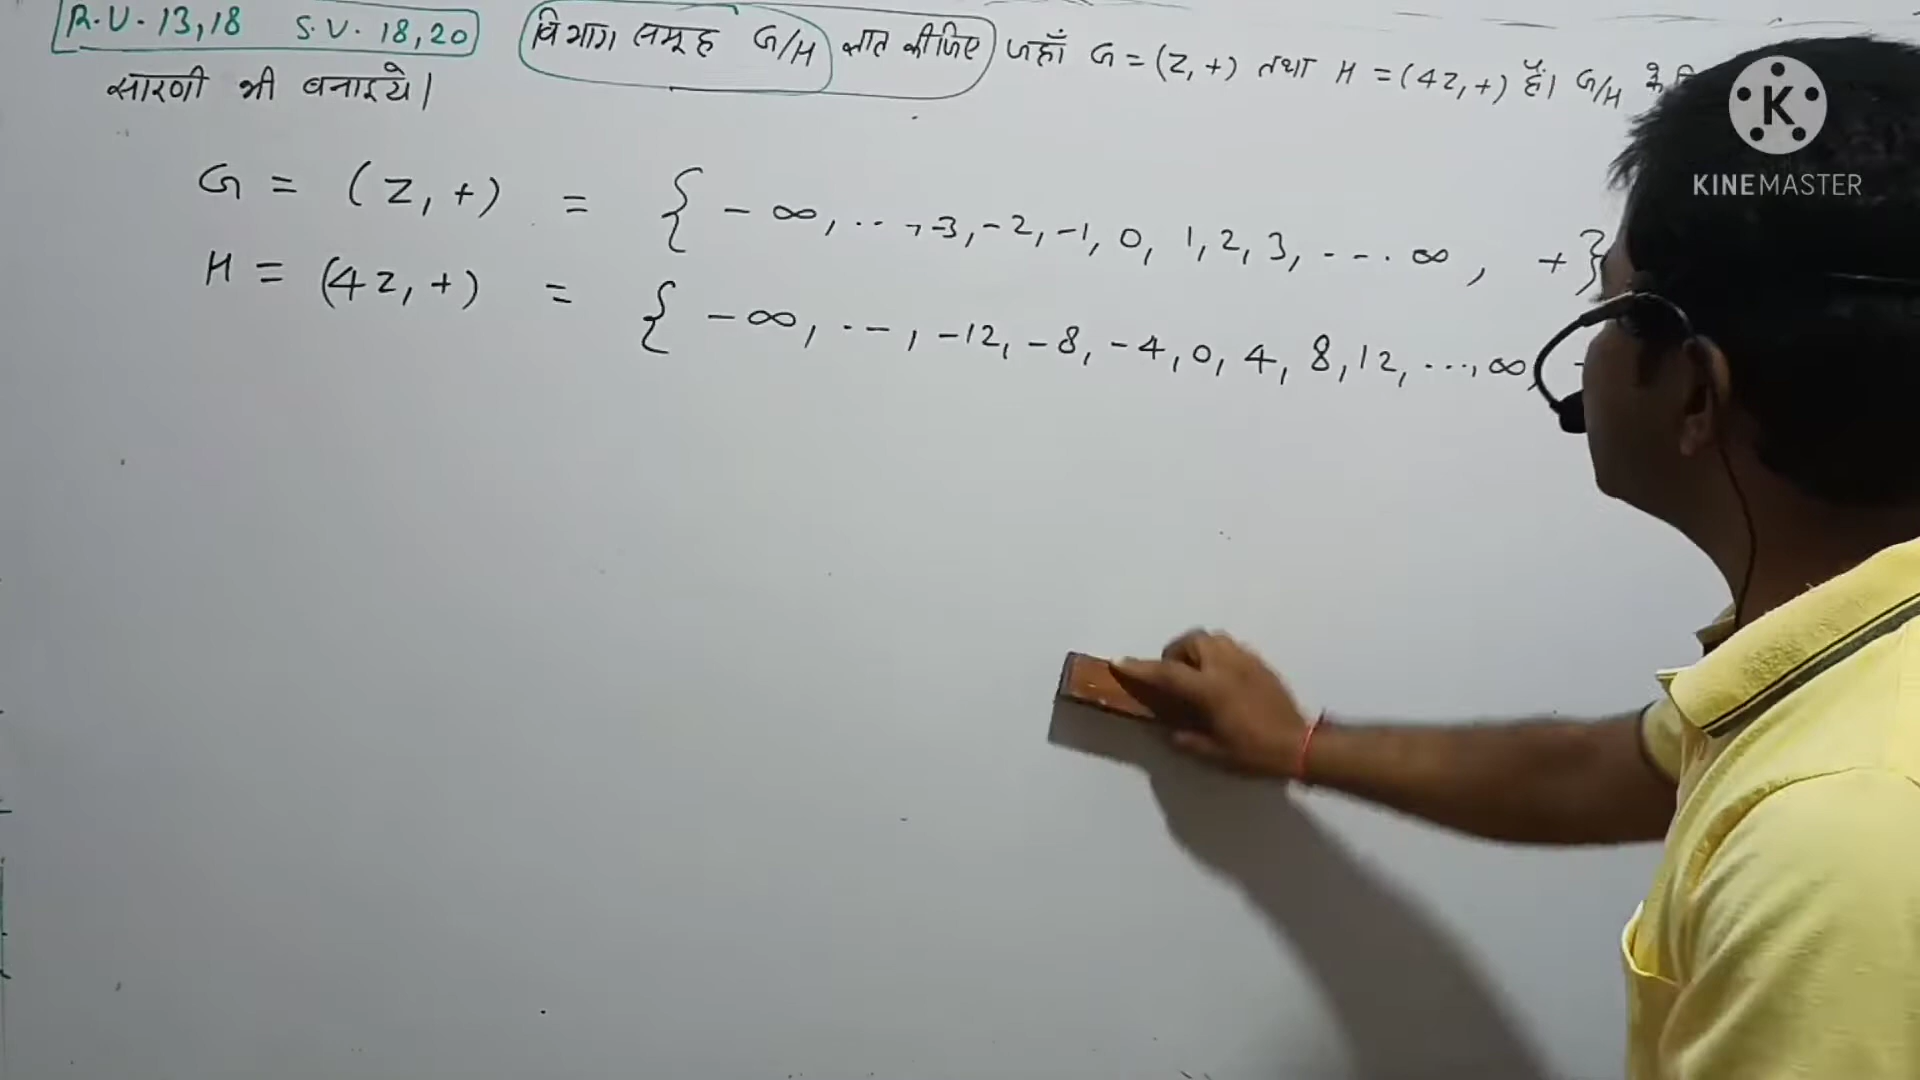 R.U. 13,18 S.U. 18,20 विभाग समूह G/H ज्ञात कीजिए जहाँ G = (Z, +) तथा H = (4Z, +) हैं। G/H के
सारणी भी बनाइये।
G = (Z, +) = { - ∞, .. , -3, -2, -1, 0, 1, 2, 3, --. ∞, +}
H = (4Z, +) = { - ∞, .--, -12, -8, -4, 0, 4, 8, 12, ..., ∞,
K
KINEMASTER